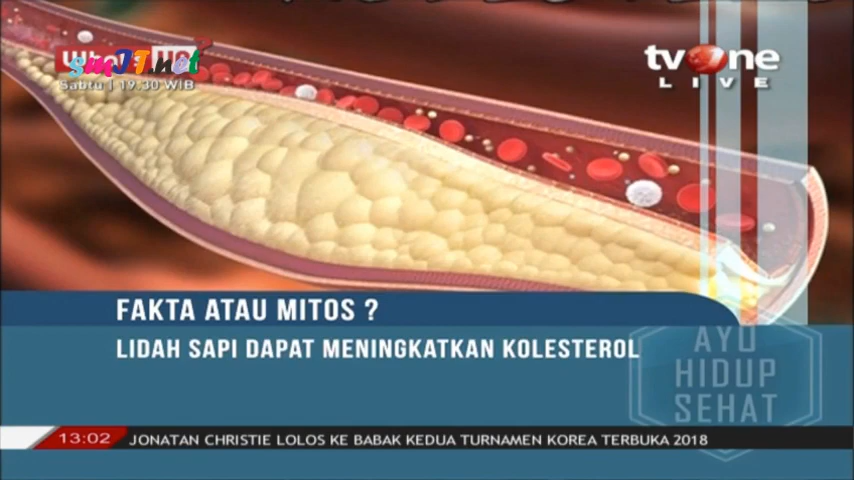 smITnet
Sabtu | 19.30 WIB
tvOne
LIVE
FAKTA ATAU MITOS ?
LIDAH SAPI DAPAT MENINGKATKAN KOLESTEROL
AYO
HIDUP
SEHAT
13:02 JONATAN CHRISTIE LOLOS KE BABAK KEDUA TURNAMEN KOREA TERBUKA 2018